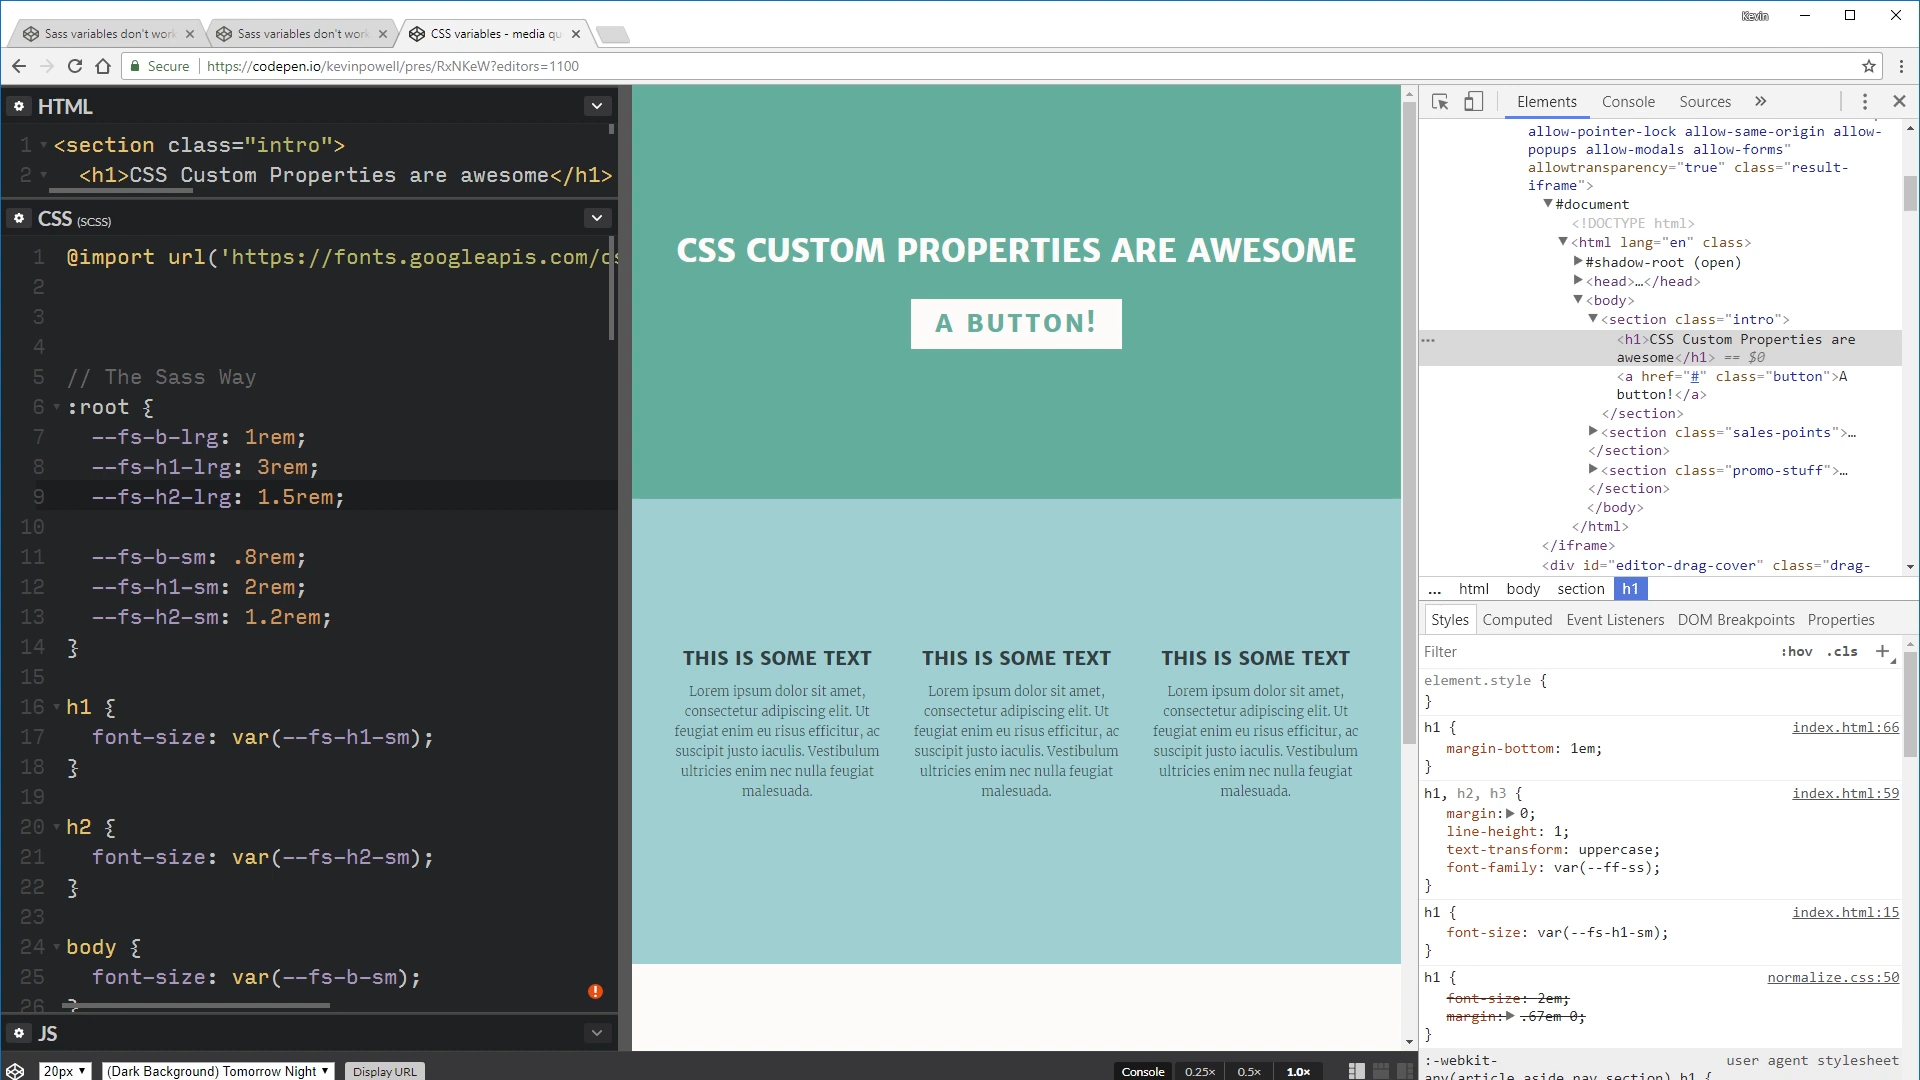 Kevin
Sass variables don't work
Sass variables don't work
CSS variables - media qu
Secure
https://codepen.io/kevinpowell/pres/RxNKeW?editors=1100
HTML
1 <section class="intro">
2 <h1>CSS Custom Properties are awesome</h1>
CSS (SCSS)
1 @import url('https://fonts.googleapis.com/cs
2
3
4
5 // The Sass Way
6 :root {
7 --fs-b-lrg: 1rem;
8 --fs-h1-lrg: 3rem;
9 --fs-h2-lrg: 1.5rem;
10
11 --fs-b-sm: .8rem;
12 --fs-h1-sm: 2rem;
13 --fs-h2-sm: 1.2rem;
14 }
15
16 h1 {
17 font-size: var(--fs-h1-sm);
18 }
19
20 h2 {
21 font-size: var(--fs-h2-sm);
22 }
23
24 body {
25 font-size: var(--fs-b-sm);
26 }
JS
20px
(Dark Background) Tomorrow Night
Display URL
CSS CUSTOM PROPERTIES ARE AWESOME
A BUTTON!
THIS IS SOME TEXT
Lorem ipsum dolor sit amet,
consectetur adipiscing elit. Ut
feugiat enim eu risus efficitur, ac
suscipit justo iaculis. Vestibulum
ultricies enim nec nulla feugiat
malesuada.
THIS IS SOME TEXT
Lorem ipsum dolor sit amet,
consectetur adipiscing elit. Ut
feugiat enim eu risus efficitur, ac
suscipit justo iaculis. Vestibulum
ultricies enim nec nulla feugiat
malesuada.
THIS IS SOME TEXT
Lorem ipsum dolor sit amet,
consectetur adipiscing elit. Ut
feugiat enim eu risus efficitur, ac
suscipit justo iaculis. Vestibulum
ultricies enim nec nulla feugiat
malesuada.
Console 0.25× 0.5× 1.0×
Elements Console Sources »
allow-pointer-lock allow-same-origin allow-
popups allow-modals allow-forms"
allowtransparency="true" class="result-
iframe">
#document
<!DOCTYPE html>
<html lang="en" class>
#shadow-root (open)
<head>…</head>
<body>
<section class="intro">
<h1>CSS Custom Properties are
awesome</h1> == $0
<a href="#" class="button">A
button!</a>
</section>
<section class="sales-points">…
</section>
<section class="promo-stuff">…
</section>
</body>
</html>
</iframe>
<div id="editor-drag-cover" class="drag-
... html body section h1
Styles Computed Event Listeners DOM Breakpoints Properties
Filter :hov .cls +
element.style {
}
h1 { index.html:66
margin-bottom: 1em;
}
h1, h2, h3 { index.html:59
margin: 0;
line-height: 1;
text-transform: uppercase;
font-family: var(--ff-ss);
}
h1 { index.html:15
font-size: var(--fs-h1-sm);
}
h1 { normalize.css:50
font-size: 2em;
margin: .67em 0;
}
:-webkit- user agent stylesheet
any(article,aside,nav,section) h1 {